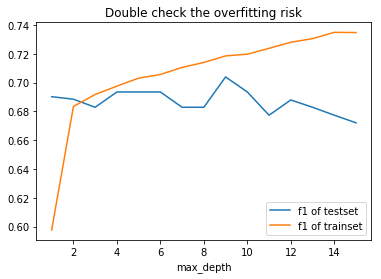 Double check the overfitting risk
0.74
0.72
0.70
0.68
0.66
0.64
0.62
0.60
f1 of testset
f1 of trainset
2 4 6 8 10 12 14
max_depth